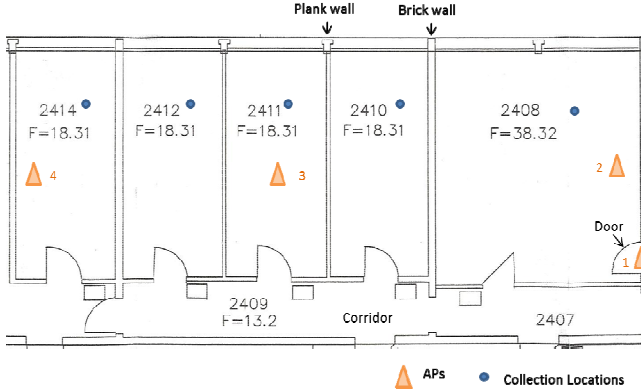 Plank wall
Brick wall
2414
F=18.31
2412
F=18.31
2411
F=18.31
2410
F=18.31
2408
F=38.32
4
3
2
Door
1
2409
F=13.2
Corridor
2407
APs
Collection Locations